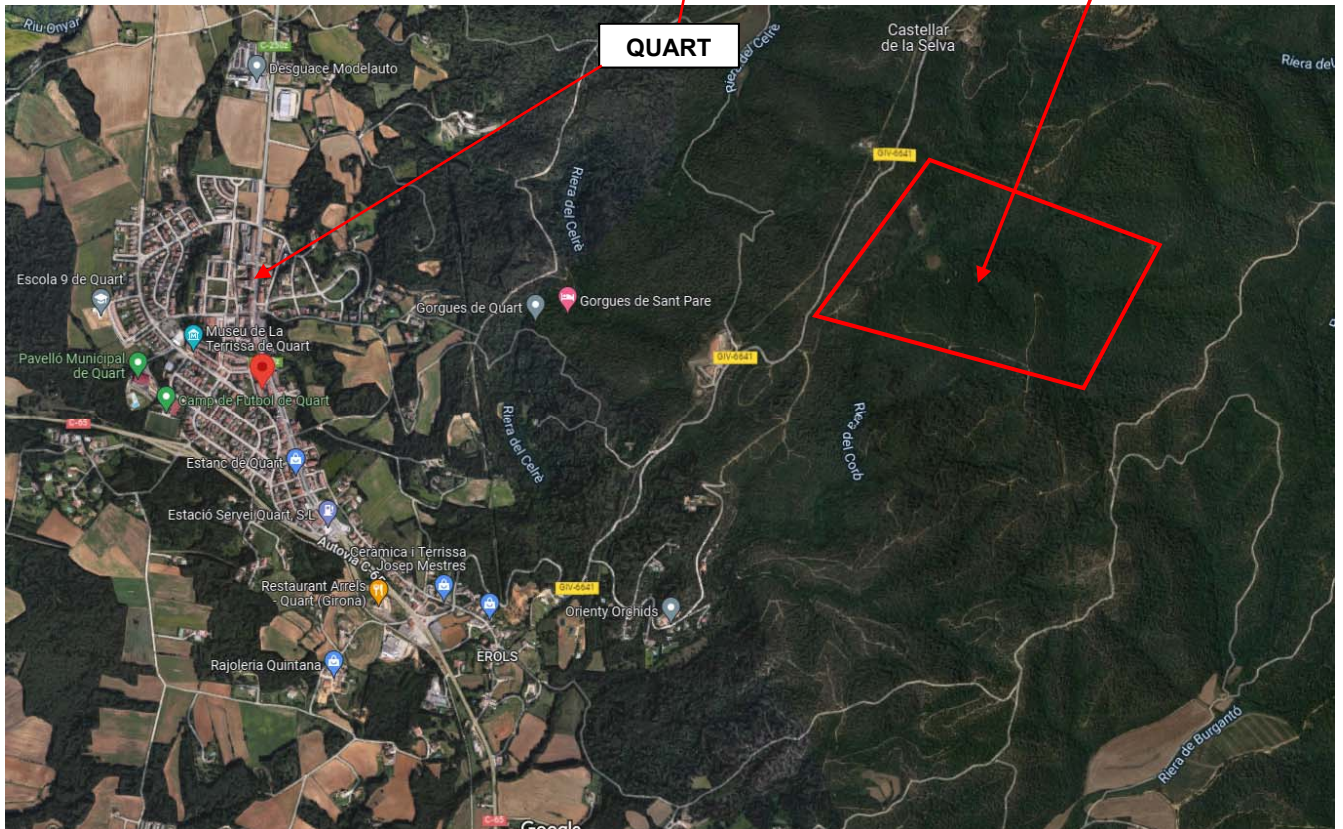 Riu Onyar
C-250z
Desguace Modelauto
QUART
Riera del Celrè
Castellar
de la Selva
Riera del
GIV-6641
Riera del Celrè
Escola 9 de Quart
Gorgues de Quart
Gorgues de Sant Pare
Museu de La
Terrissa de Quart
Pavelló Municipal
de Quart
GIV-6641
Camp de Futbol de Quart
C-65
Riera del Celrè
Riera del Corb
Estanc de Quart
Estació Servei Quart, S.L
Autovia C-65
Ceràmica i Terrissa
Josep Mestres
Restaurant Arrels
- Quart (Girona)
GIV-6641
Orienty Orchids
EROLS
Rajoleria Quintana
Riera de Burgantó
C-65
Google